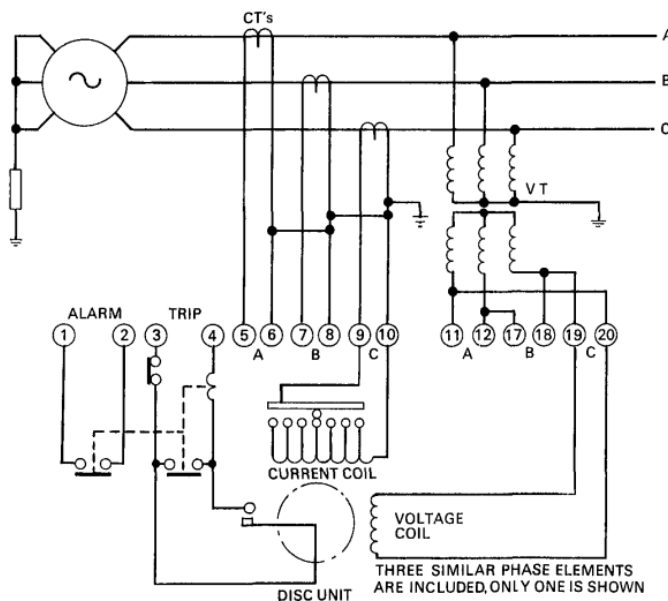 CT's
A
B
C
V T
ALARM
TRIP
1 2 3 4 5 6 7 8 9 10 11 12 17 18 19 20
A B C A B C
CURRENT COIL
VOLTAGE
COIL
DISC UNIT
THREE SIMILAR PHASE ELEMENTS
ARE INCLUDED, ONLY ONE IS SHOWN